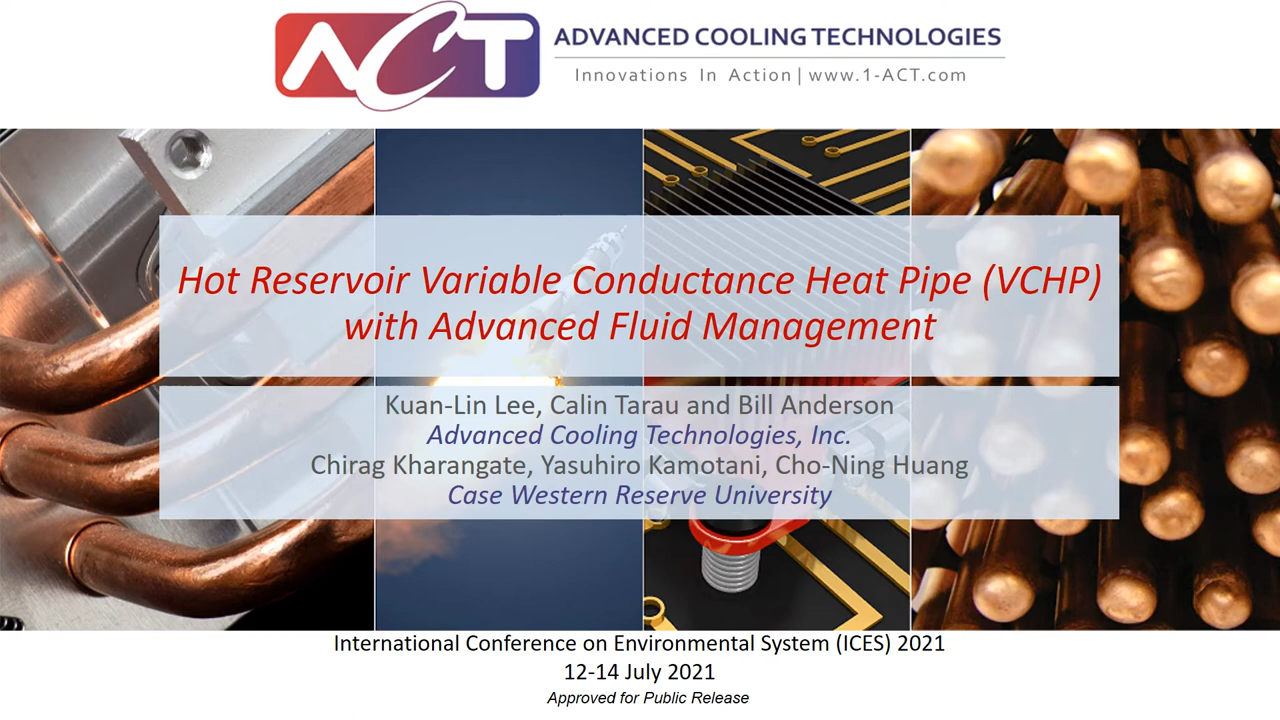 ACT
ADVANCED COOLING TECHNOLOGIES
Innovations In Action | www.1-ACT.com
Hot Reservoir Variable Conductance Heat Pipe (VCHP)
with Advanced Fluid Management
Kuan-Lin Lee, Calin Tarau and Bill Anderson
Advanced Cooling Technologies, Inc.
Chirag Kharangate, Yasuhiro Kamotani, Cho-Ning Huang
Case Western Reserve University
International Conference on Environmental System (ICES) 2021
12-14 July 2021
Approved for Public Release